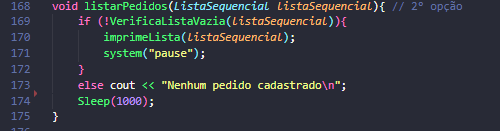 168 void listarPedidos(ListaSequencial listaSequencial){ // 2º opção
169 if (!VerificaListaVazia(listaSequencial)){
170 imprimeLista(listaSequencial);
171 system("pause");
172 }
173 else cout << "Nenhum pedido cadastrado\n";
174 Sleep(1000);
175 }